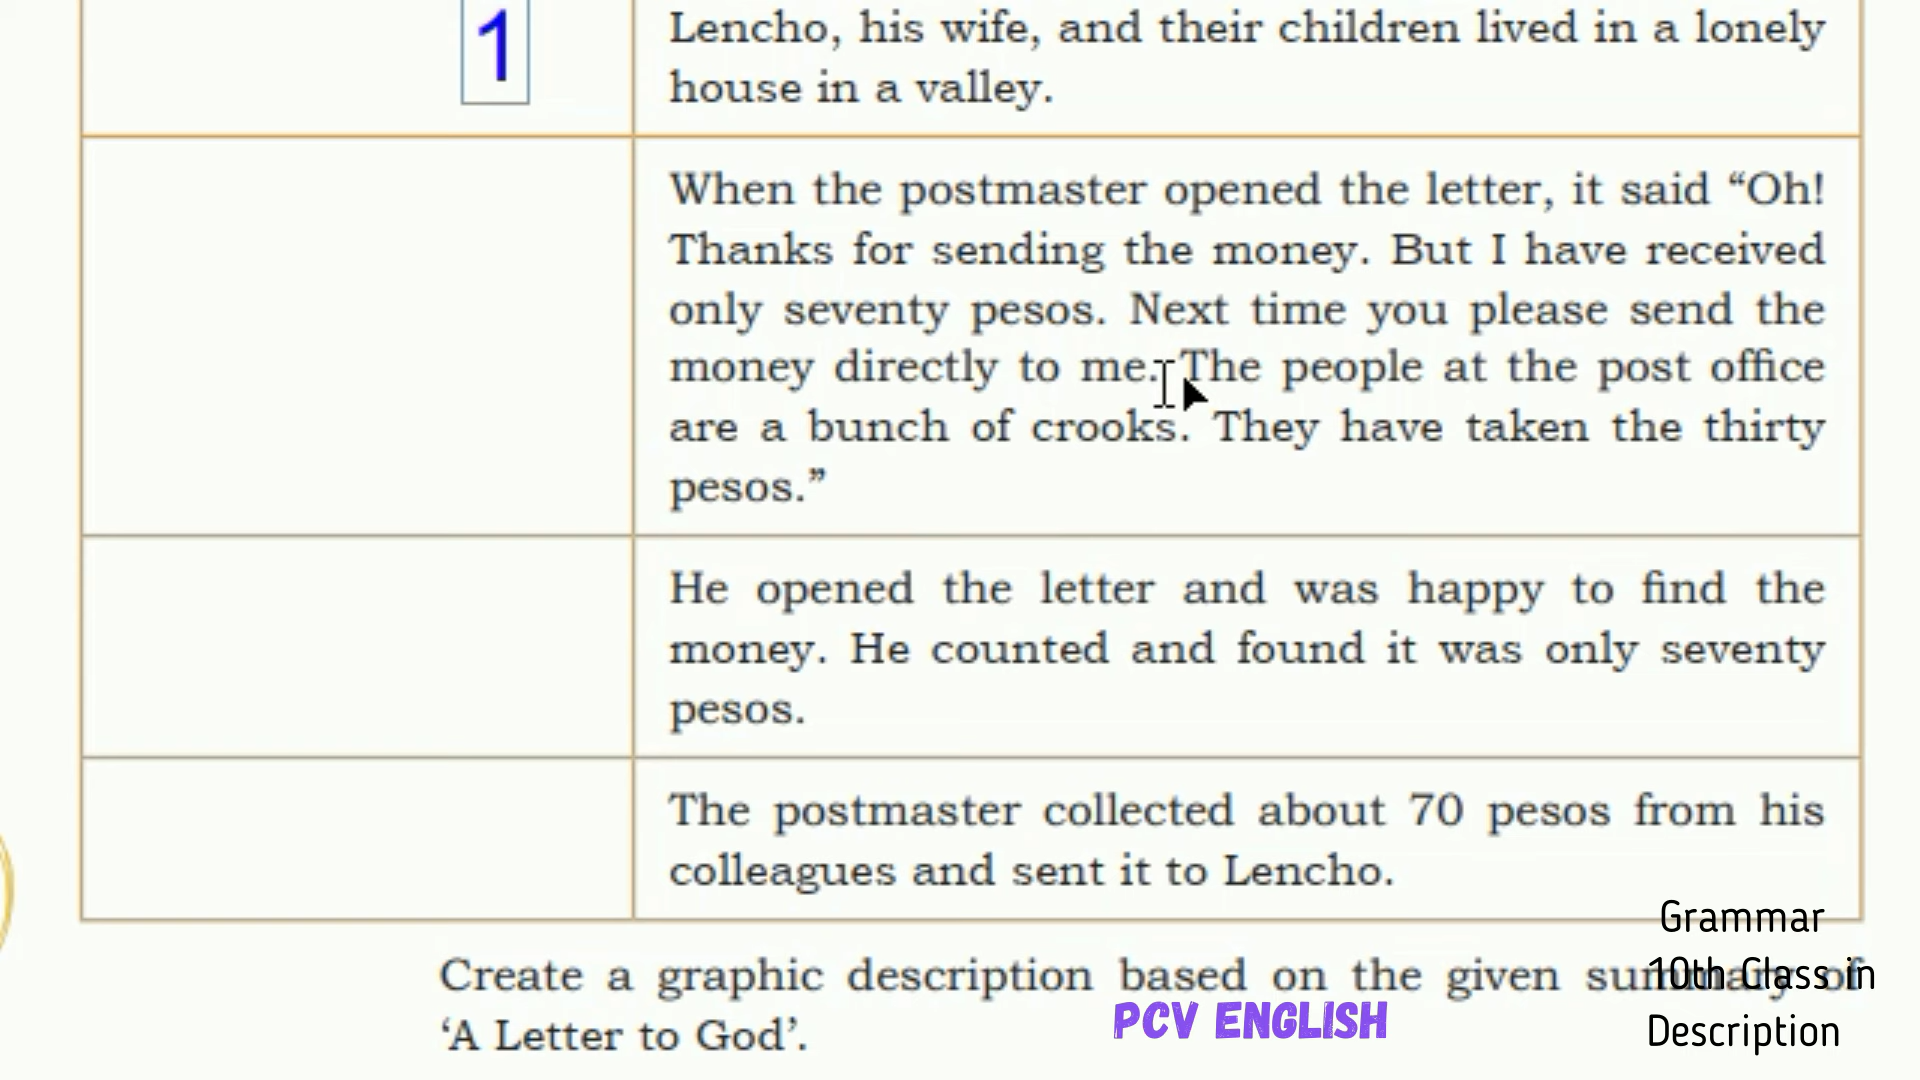 1
Lencho, his wife, and their children lived in a lonely
house in a valley.
When the postmaster opened the letter, it said “Oh!
Thanks for sending the money. But I have received
only seventy pesos. Next time you please send the
money directly to me. The people at the post office
are a bunch of crooks. They have taken the thirty
pesos.”
He opened the letter and was happy to find the
money. He counted and found it was only seventy
pesos.
The postmaster collected about 70 pesos from his
colleagues and sent it to Lencho.
Create a graphic description based on the given summary of
‘A Letter to God’.
PCV ENGLISH
Grammar
10th Class in
Description